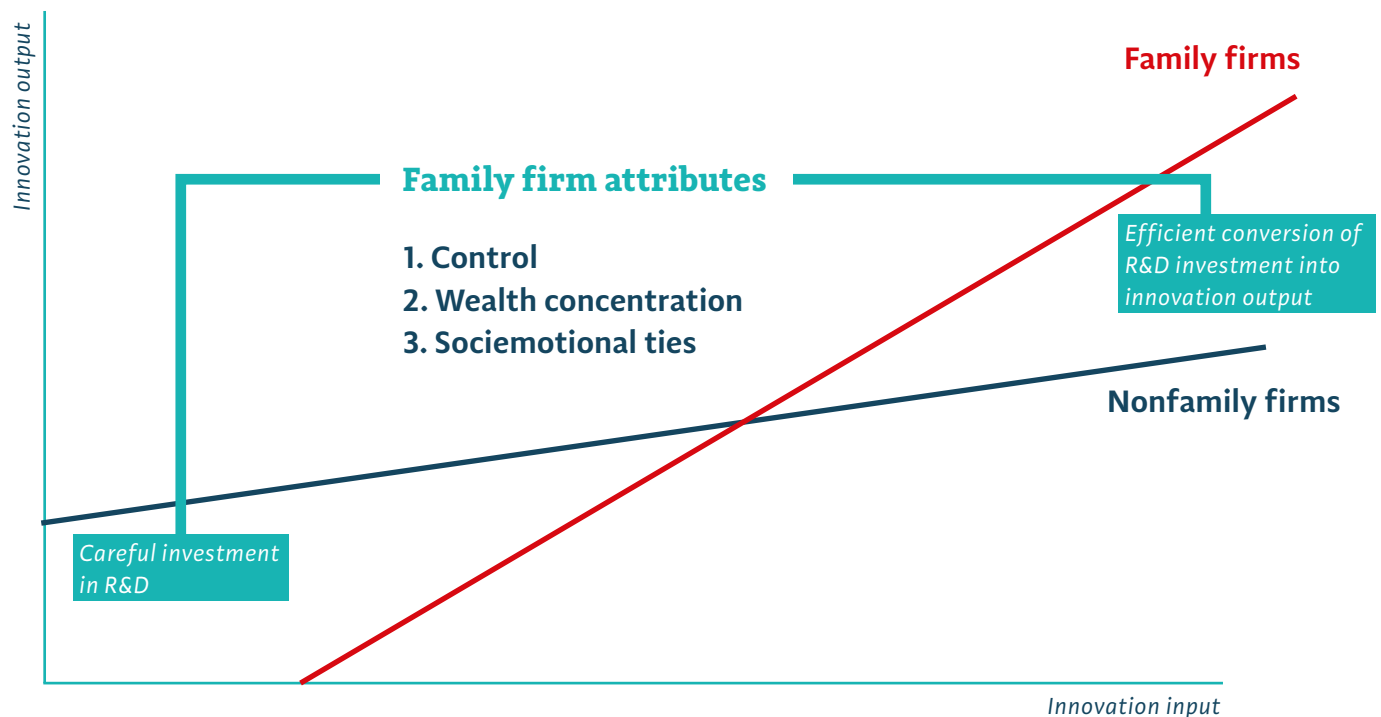 Innovation output
Family firms
Family firm attributes
1. Control
2. Wealth concentration
3. Sociemotional ties
Efficient conversion of
R&D investment into
innovation output
Nonfamily firms
Careful investment
in R&D
Innovation input